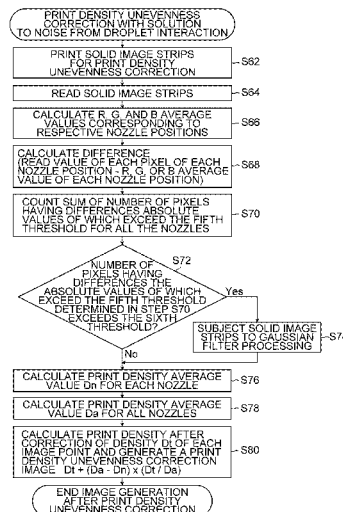 PRINT DENSITY UNEVENNESS
CORRECTION WITH SOLUTION
TO NOISE FROM DROPLET INTERACTION
PRINT SOLID IMAGE STRIPS
FOR PRINT DENSITY
UNEVENNESS CORRECTION
S62
READ SOLID IMAGE STRIPS
S64
CALCULATE R, G, AND B AVERAGE
VALUES CORRESPONDING TO
RESPECTIVE NOZZLE POSITIONS
S66
CALCULATE DIFFERENCE
(READ VALUE OF EACH PIXEL OF EACH
NOZZLE POSITION - R, G, OR B AVERAGE
VALUE OF EACH NOZZLE POSITION)
S68
COUNT SUM OF NUMBER OF PIXELS
HAVING DIFFERENCES ABSOLUTE
VALUES OF WHICH EXCEED THE FIFTH
THRESHOLD FOR ALL THE NOZZLES
S70
S72
NUMBER OF
PIXELS HAVING
DIFFERENCES THE
ABSOLUTE VALUES OF WHICH
EXCEED THE FIFTH THRESHOLD
DETERMINED IN STEP S70
EXCEEDS THE SIXTH
THRESHOLD?
Yes
SUBJECT SOLID IMAGE
STRIPS TO GAUSSIAN
FILTER PROCESSING
No
CALCULATE PRINT DENSITY AVERAGE
VALUE Dn FOR EACH NOZZLE
S76
CALCULATE PRINT DENSITY AVERAGE
VALUE Da FOR ALL NOZZLES
S78
CALCULATE PRINT DENSITY AFTER
CORRECTION OF DENSITY Dt OF EACH
IMAGE POINT AND GENERATE A PRINT
DENSITY UNEVENNESS CORRECTION
IMAGE Dt + (Da - Dn) x (Dt / Da)
S80
END IMAGE GENERATION
AFTER PRINT DENSITY
UNEVENNESS CORRECTION